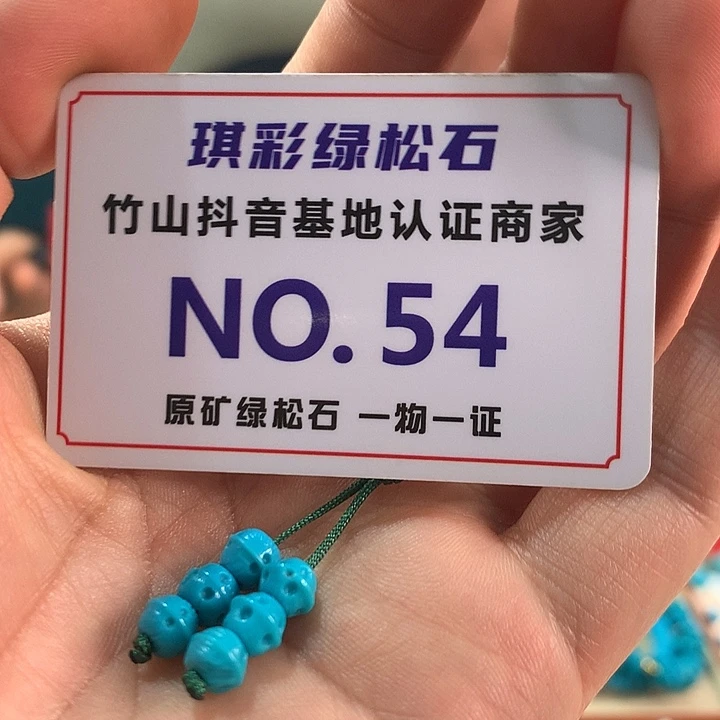 琪彩绿松石
竹山抖音基地认证商家
NO. 54
原矿绿松石 一物一证